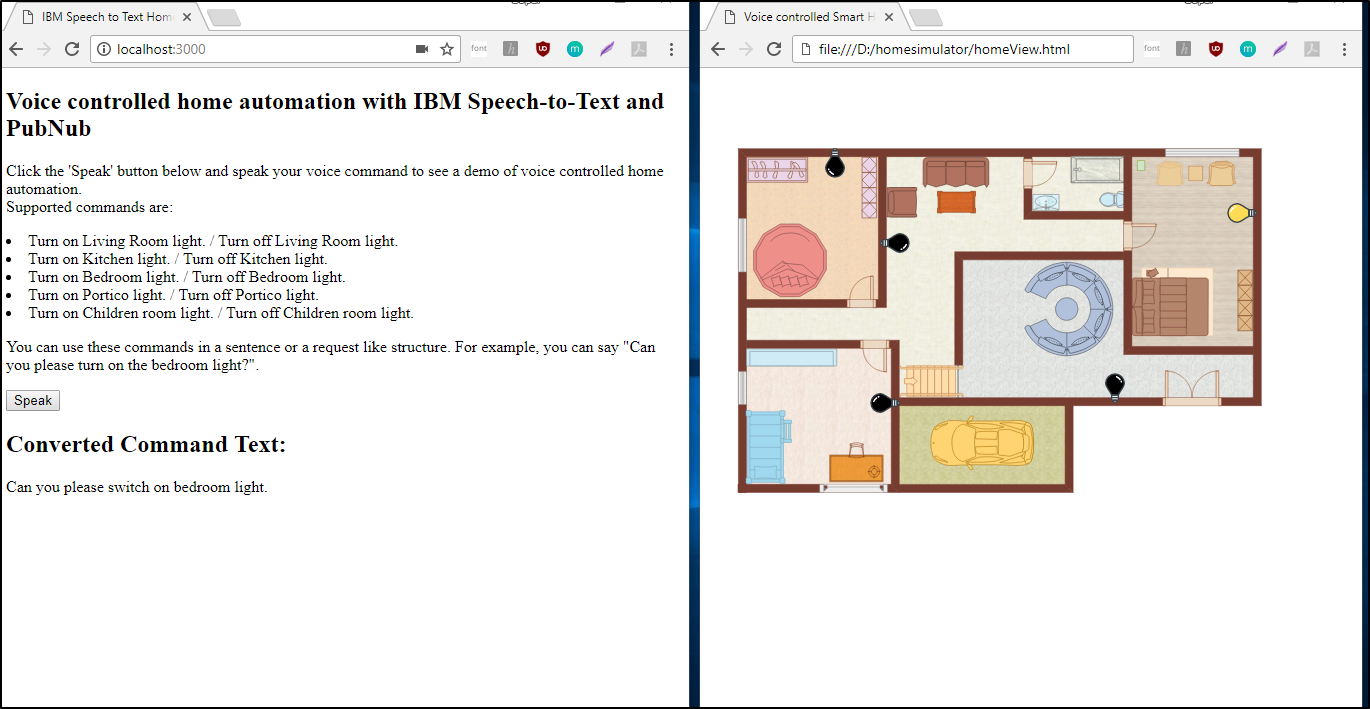 IBM Speech to Text Hom
localhost:3000
font
h
m
Voice controlled home automation with IBM Speech-to-Text and
PubNub
Click the 'Speak' button below and speak your voice command to see a demo of voice controlled home
automation.
Supported commands are:
Turn on Living Room light. / Turn off Living Room light.
Turn on Kitchen light. / Turn off Kitchen light.
Turn on Bedroom light. / Turn off Bedroom light.
Turn on Portico light. / Turn off Portico light.
Turn on Children room light. / Turn off Children room light.
You can use these commands in a sentence or a request like structure. For example, you can say "Can
you please turn on the bedroom light?".
Speak
Converted Command Text:
Can you please switch on bedroom light.
Voice controlled Smart H
file:///D:/homesimulator/homeView.html
font
h
m